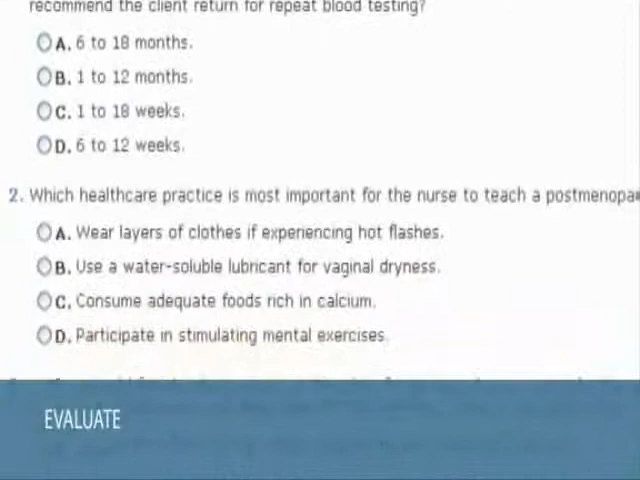 recommend the client return for repeat blood testing?
A. 6 to 18 months.
B. 1 to 12 months.
C. 1 to 18 weeks.
D. 6 to 12 weeks.
2. Which healthcare practice is most important for the nurse to teach a
A. Wear layers of clothes if experiencing hot flashes.
B. Use a water-soluble lubricant for vaginal dryness.
C. Consume adequate foods rich in calcium.
D. Participate in stimulating mental exercises.
EVALUATE